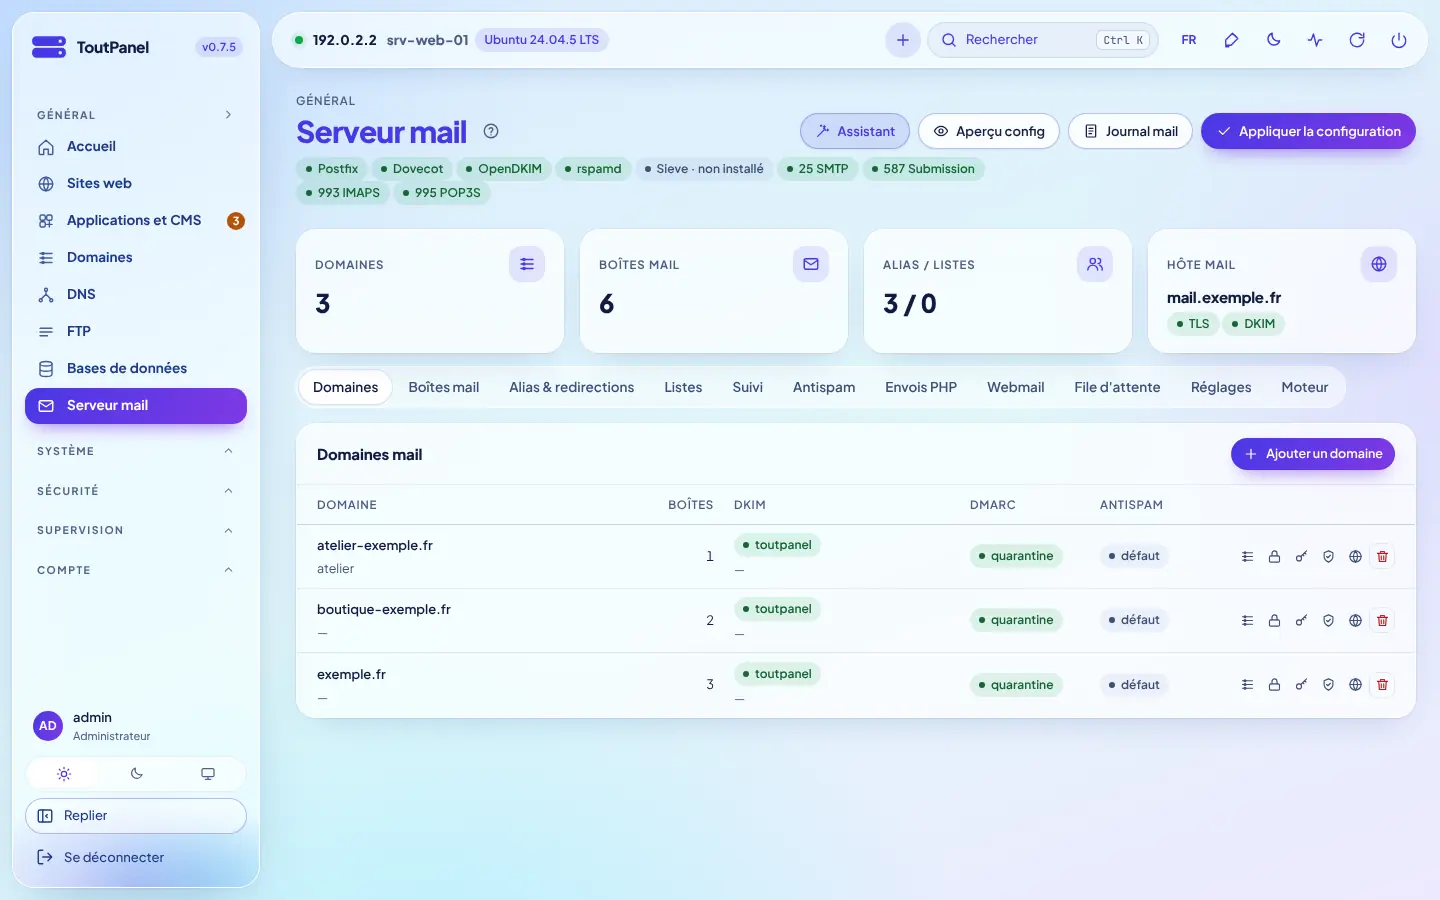 ToutPanel
v0.7.5
GÉNÉRAL
Accueil
Sites web
Applications et CMS
3
Domaines
DNS
FTP
Bases de données
Serveur mail
SYSTÈME
SÉCURITÉ
SUPERVISION
COMPTE
AD
admin
Administrateur
Replier
Se déconnecter
192.0.2.2 srv-web-01 Ubuntu 24.04.5 LTS
Rechercher Ctrl K
FR
GÉNÉRAL
Serveur mail
Assistant
Aperçu config
Journal mail
Appliquer la configuration
Postfix Dovecot OpenDKIM rspamd Sieve · non installé 25 SMTP 587 Submission
993 IMAPS 995 POP3S
DOMAINES
3
BOÎTES MAIL
6
ALIAS / LISTES
3 / 0
HÔTE MAIL
mail.exemple.fr
TLS DKIM
Domaines Boîtes mail Alias & redirections Listes Suivi Antispam Envois PHP Webmail File d'attente Réglages Moteur
Domaines mail
Ajouter un domaine
DOMAINE BOÎTES DKIM DMARC ANTISPAM
atelier-exemple.fr
atelier
1
toutpanel
—
quarantine
défaut
boutique-exemple.fr
—
2
toutpanel
—
quarantine
défaut
exemple.fr
—
3
toutpanel
—
quarantine
défaut